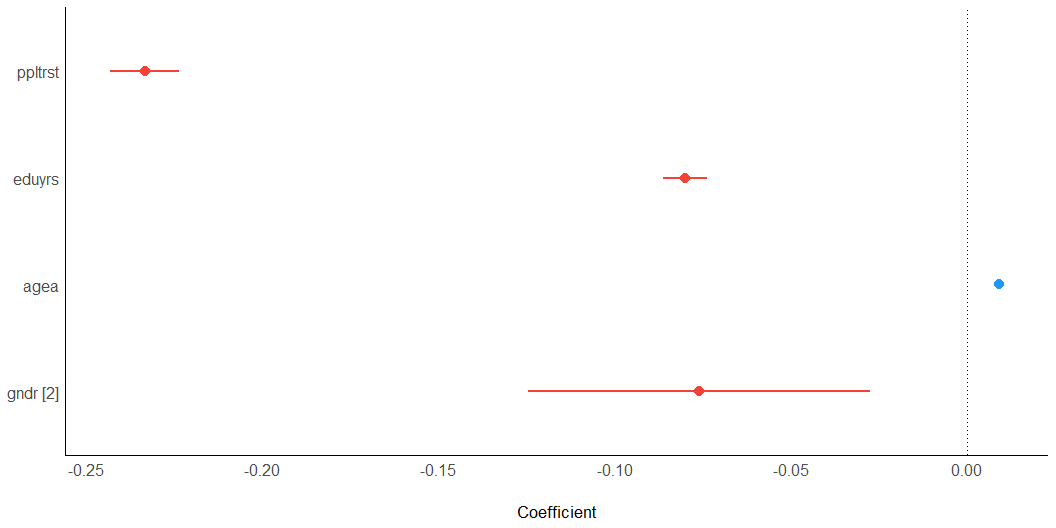 ppltrst
eduyrs
agea
gndr [2]
-0.25 -0.20 -0.15 -0.10 -0.05 0.00
Coefficient